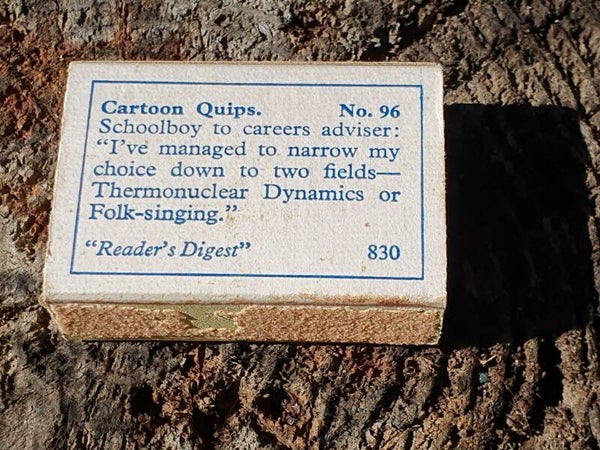 Cartoon Quips. No. 96
Schoolboy to careers adviser:
“I’ve managed to narrow my
choice down to two fields—
Thermonuclear Dynamics or
Folk-singing.”
“Reader’s Digest” 830